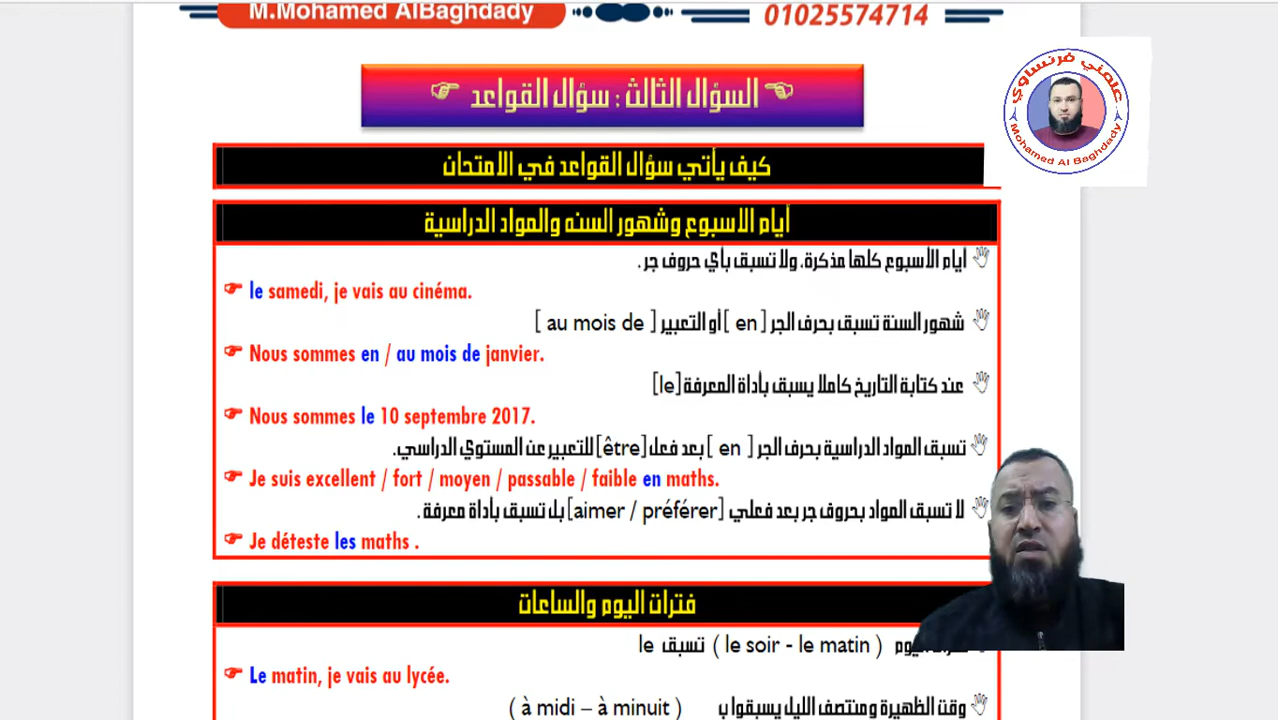 M.Mohamed AlBaghdady
01025574714
السؤال الثالث : سؤال القواعد
علمني فرنساوي
Mohamed Al Baghdady
كيف يأتي سؤال القواعد في الامتحان
أيام الاسبوع وشهور السنه والمواد الدراسية
أيام الأسبوع كلها مذكرة، ولا تسبق بأي حروف جر .
le samedi, je vais au cinéma.
شهور السنة تسبق بحرف الجر [ en ] أو التعبير [ au mois de ]
Nous sommes en / au mois de janvier.
عند كتابة التاريخ كاملا يسبق بأداة المعرفة [le]
Nous sommes le 10 septembre 2017.
تسبق المواد الدراسية بحرف الجر [ en ] بعد فعل [être] للتعبير عن المستوي الدراسي.
Je suis excellent / fort / moyen / passable / faible en maths.
لا تسبق المواد بحروف جر بعد فعلي [aimer / préférer] بل تسبق بأداة معرفة .
Je déteste les maths .
فترات اليوم والساعات
اليوم ( le soir - le matin ) تسبق le
Le matin, je vais au lycée.
وقت الظهيرة ومنتصف الليل يسبقوا ب ( à midi – à minuit )